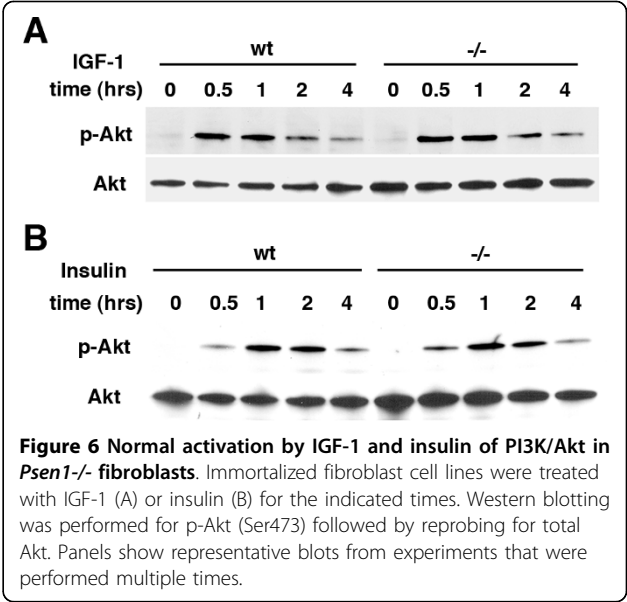 A
wt -/-
IGF-1
time (hrs) 0 0.5 1 2 4 0 0.5 1 2 4
p-Akt
Akt
B
wt -/-
Insulin
time (hrs) 0 0.5 1 2 4 0 0.5 1 2 4
p-Akt
Akt
Figure 6 Normal activation by IGF-1 and insulin of PI3K/Akt in
Psen1-/- fibroblasts. Immortalized fibroblast cell lines were treated
with IGF-1 (A) or insulin (B) for the indicated times. Western blotting
was performed for p-Akt (Ser473) followed by reprobing for total
Akt. Panels show representative blots from experiments that were
performed multiple times.